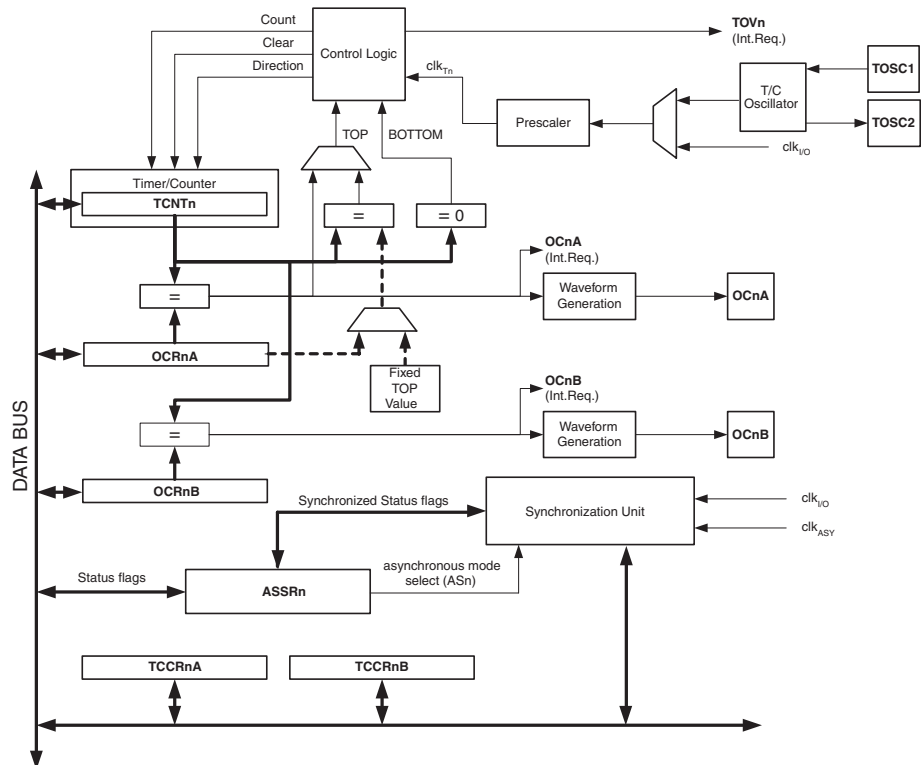 Count
Clear
Direction
Control Logic
TOVn
(Int.Req.)
clkTn
TOSC1
T/C
Oscillator
TOSC2
Prescaler
clkI/O
TOP
BOTTOM
Timer/Counter
TCNTn
=
= 0
OCnA
(Int.Req.)
=
Waveform
Generation
OCnA
OCRnA
Fixed
TOP
Value
OCnB
(Int.Req.)
=
Waveform
Generation
OCnB
OCRnB
DATA BUS
Synchronized Status flags
Synchronization Unit
clkI/O
clkASY
Status flags
ASSRn
asynchronous mode
select (ASn)
TCCRnA
TCCRnB